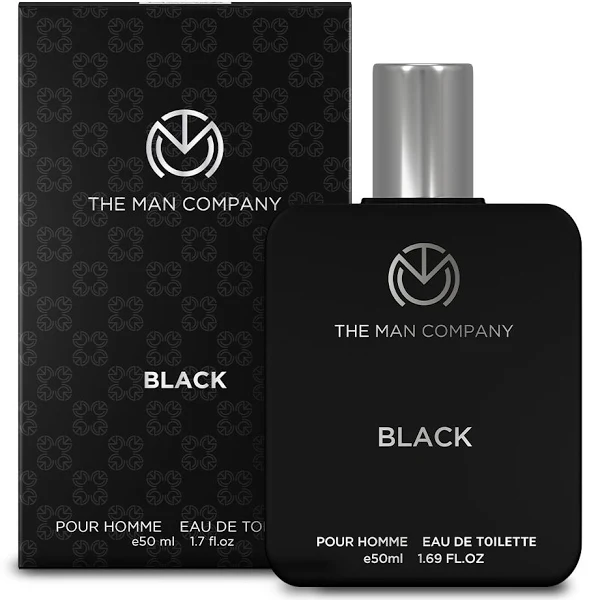 THE MAN COMPANY
BLACK
POUR HOMME EAU DE TOI
e50 ml 1.7 fl.oz
THE MAN COMPANY
BLACK
POUR HOMME EAU DE TOILETTE
e50ml 1.69 FL.OZ